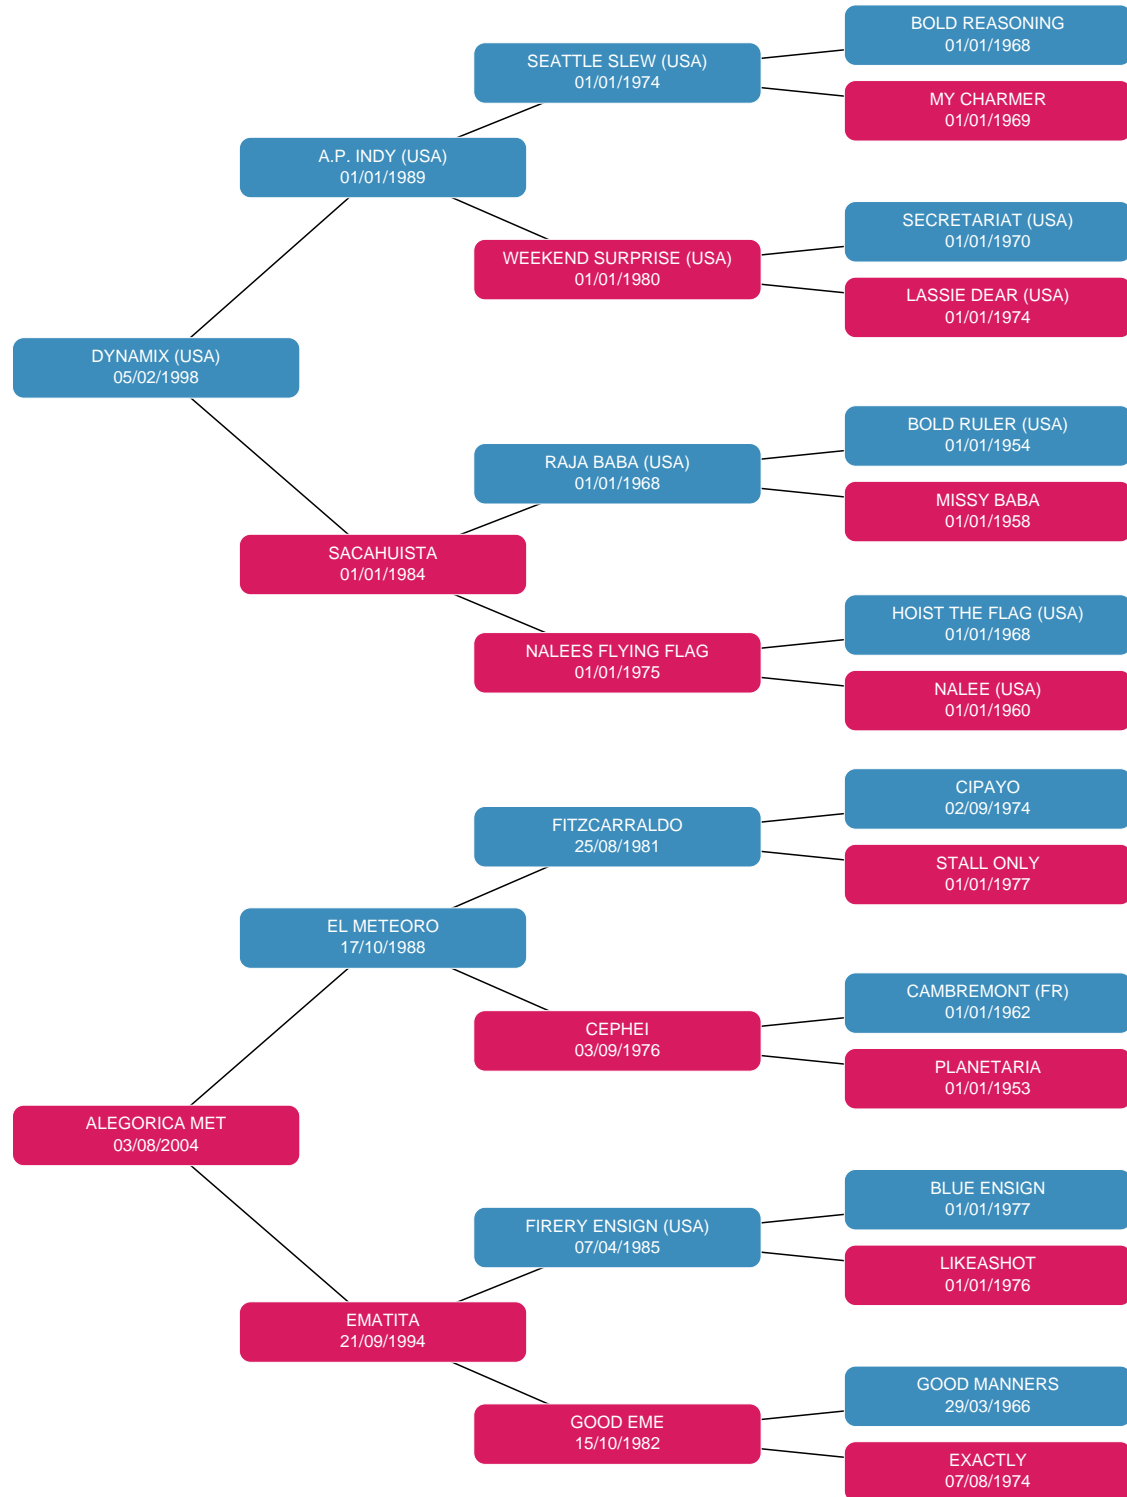 BOLD REASONING
01/01/1968
SEATTLE SLEW (USA)
01/01/1974
MY CHARMER
01/01/1969
A.P. INDY (USA)
01/01/1989
SECRETARIAT (USA)
01/01/1970
WEEKEND SURPRISE (USA)
01/01/1980
LASSIE DEAR (USA)
01/01/1974
DYNAMIX (USA)
05/02/1998
BOLD RULER (USA)
01/01/1954
RAJA BABA (USA)
01/01/1968
MISSY BABA
01/01/1958
SACAHUISTA
01/01/1984
HOIST THE FLAG (USA)
01/01/1968
NALEES FLYING FLAG
01/01/1975
NALEE (USA)
01/01/1960
CIPAYO
02/09/1974
FITZCARRALDO
25/08/1981
STALL ONLY
01/01/1977
EL METEORO
17/10/1988
CAMBREMONT (FR)
01/01/1962
CEPHEI
03/09/1976
PLANETARIA
01/01/1953
ALEGORICA MET
03/08/2004
BLUE ENSIGN
01/01/1977
FIRERY ENSIGN (USA)
07/04/1985
LIKEASHOT
01/01/1976
EMATITA
21/09/1994
GOOD MANNERS
29/03/1966
GOOD EME
15/10/1982
EXACTLY
07/08/1974